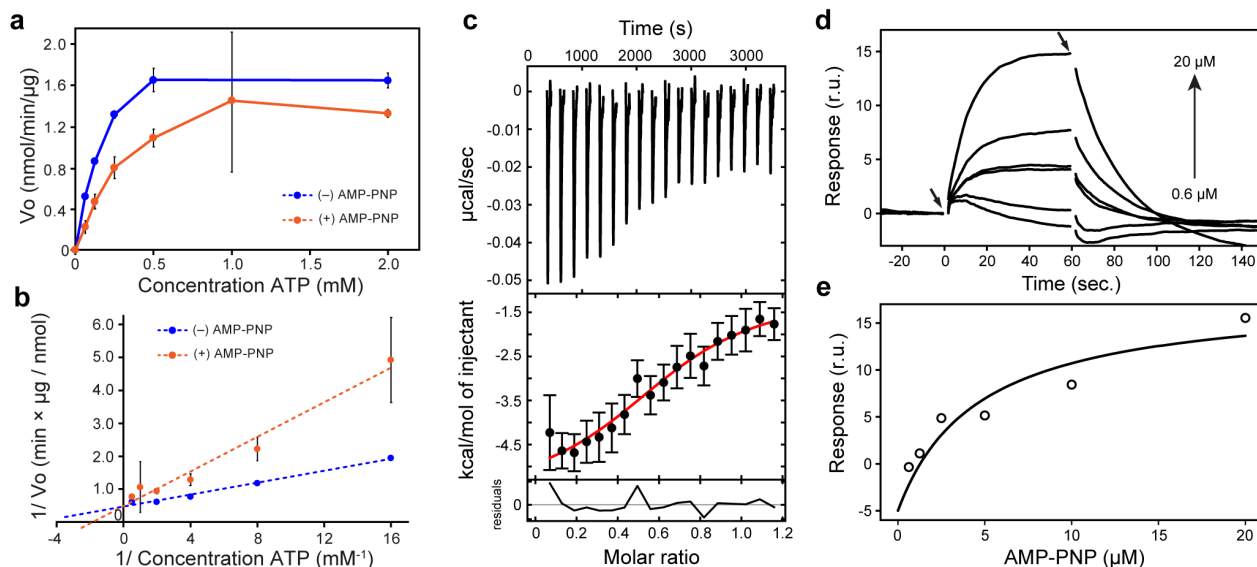 a
Vo (nmol/min/µg)
2.0
1.6
1.2
0.8
0.4
0
(–) AMP-PNP
(+) AMP-PNP
0 0.5 1.0 1.5 2.0
Concentration ATP (mM)
b
1/ Vo (min × µg / nmol)
6.0
5.0
4.0
3.0
2.0
1.0
0
(–) AMP-PNP
(+) AMP-PNP
-4 0 4 8 12 16
1/ Concentration ATP (mM⁻¹)
c
Time (s)
0 500 1500 2500 3000
µcal/sec
0
-0.01
-0.02
-0.03
-0.04
-0.05
kcal/mol of injectant
-1.5
-2.5
-3.5
-4.5
residuals
0
0.0 0.2 0.4 0.6 0.8 1.0 1.2
Molar ratio
d
Response (r.u.)
15
10
5
0
20 µM
0.6 µM
-20 0 20 40 60 80 100 120 140
Time (sec.)
e
Response (r.u.)
15
10
5
0
-5
0 5 10 15 20
AMP-PNP (µM)